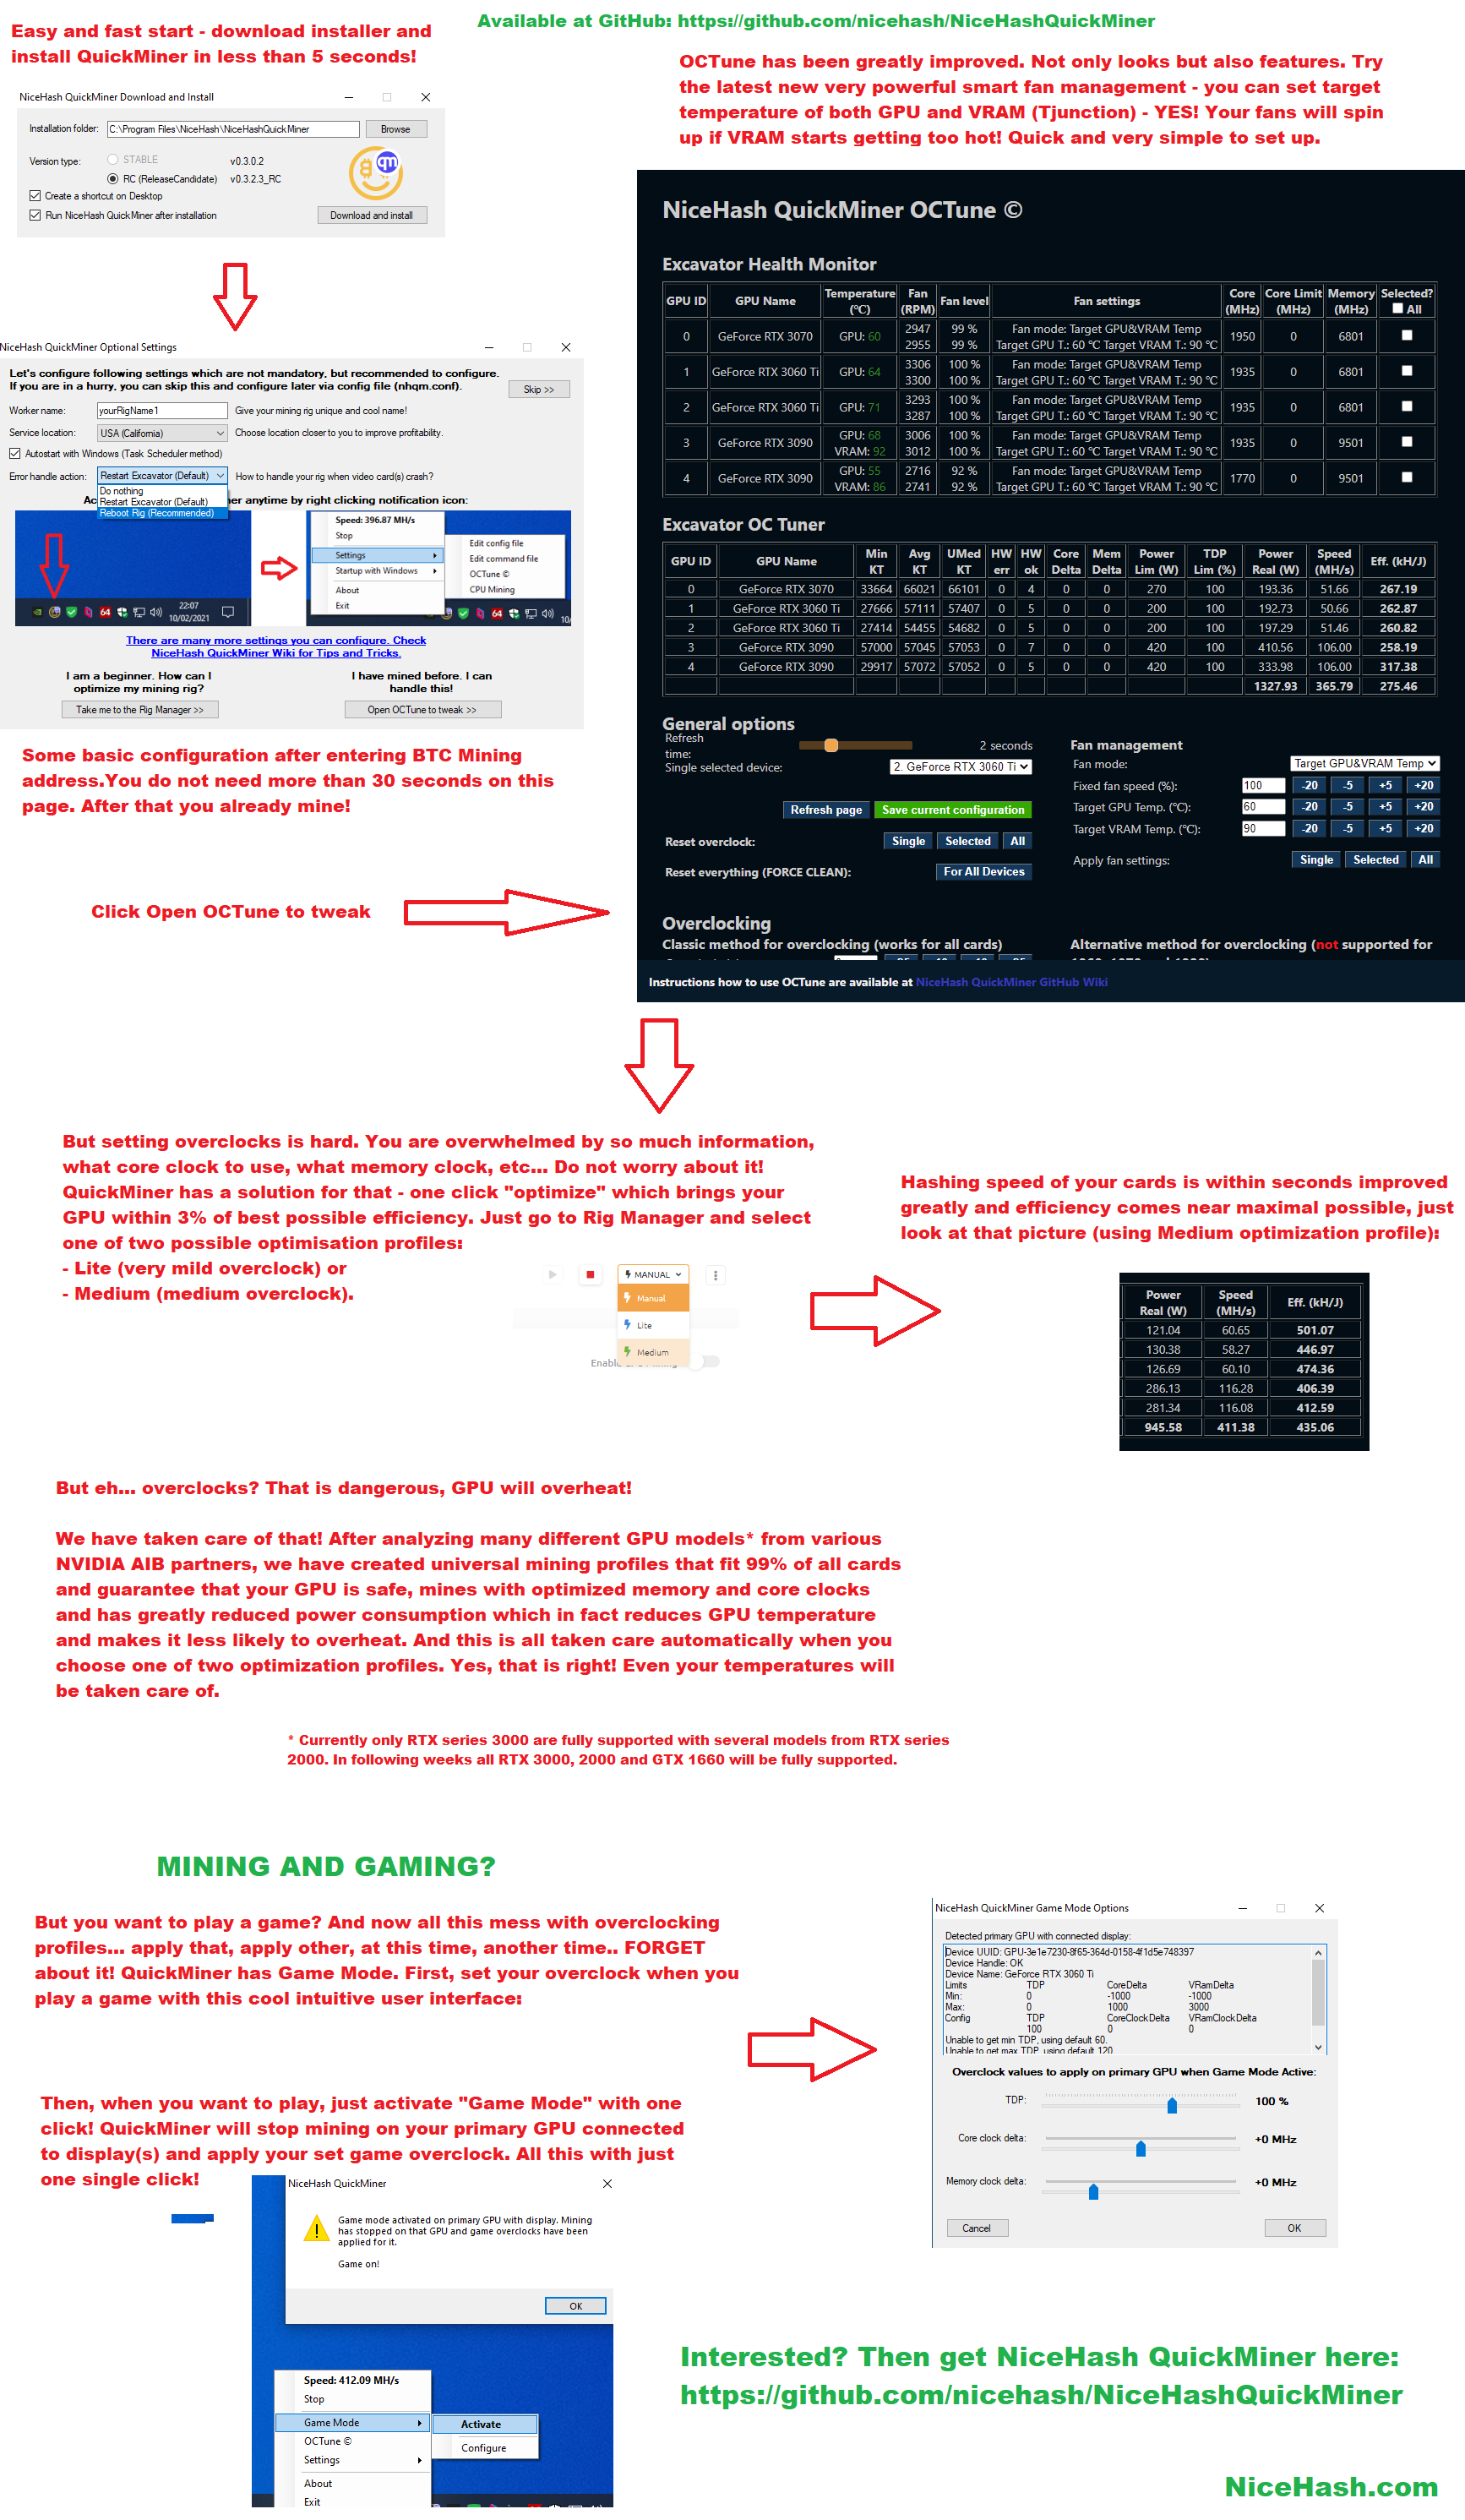 Easy and fast start - download installer and
install QuickMiner in less than 5 seconds!
Available at GitHub: https://github.com/nicehash/NiceHashQuickMiner
OCTune has been greatly improved. Not only looks but also features. Try
the latest new very powerful smart fan management - you can set target
temperature of both GPU and VRAM (Tjunction) - YES! Your fans will spin
up if VRAM starts getting too hot! Quick and very simple to set up.
NiceHash QuickMiner Download and Install
Installation folder: C:\Program Files\NiceHash\NiceHashQuickMiner Browse
Version type: STABLE v0.3.0.2
RC (ReleaseCandidate) v0.3.2.3_RC
Create a shortcut on Desktop
Run NiceHash QuickMiner after installation Download and install
qm
NiceHash QuickMiner Optional Settings
Let's configure following settings which are not mandatory, but recommended to configure.
If you are in a hurry, you can skip this and configure later via config file (nhqm.conf). Skip >>
Worker name: yourRigName1 Give your mining rig unique and cool name!
Service location: USA (California) Choose location closer to you to improve profitability.
Autostart with Windows (Task Scheduler method)
Error handle action: Restart Excavator (Default) How to handle your rig when video card(s) crash?
Do nothing
Restart Excavator (Default)
Reboot Rig (Recommended)
Ac er anytime by right clicking notification icon:
Speed: 396.87 MH/s
Stop
Settings
Startup with Windows
About
Exit
Edit config file
Edit command file
OCTune ©
CPU Mining
64
22:07
10/02/2021
64
10/
There are many more settings you can configure. Check
NiceHash QuickMiner Wiki for Tips and Tricks.
I am a beginner. How can I
optimize my mining rig?
Take me to the Rig Manager >>
I have mined before. I can
handle this!
Open OCTune to tweak >>
Some basic configuration after entering BTC Mining
address.You do not need more than 30 seconds on this
page. After that you already mine!
Click Open OCTune to tweak
NiceHash QuickMiner OCTune ©
Excavator Health Monitor
GPU ID GPU Name Temperature (°C) Fan (RPM) Fan level Fan settings Core (MHz) Core Limit (MHz) Memory (MHz) Selected? All
0 GeForce RTX 3070 GPU: 60 2947 2955 99 % 99 % Fan mode: Target GPU&VRAM Temp Target GPU T.: 60 °C Target VRAM T.: 90 °C 1950 0 6801
1 GeForce RTX 3060 Ti GPU: 64 3306 3300 100 % 100 % Fan mode: Target GPU&VRAM Temp Target GPU T.: 60 °C Target VRAM T.: 90 °C 1935 0 6801
2 GeForce RTX 3060 Ti GPU: 71 3293 3287 100 % 100 % Fan mode: Target GPU&VRAM Temp Target GPU T.: 60 °C Target VRAM T.: 90 °C 1935 0 6801
3 GeForce RTX 3090 GPU: 68 VRAM: 92 3006 3012 100 % 100 % Fan mode: Target GPU&VRAM Temp Target GPU T.: 60 °C Target VRAM T.: 90 °C 1935 0 9501
4 GeForce RTX 3090 GPU: 55 VRAM: 86 2716 2741 92 % 92 % Fan mode: Target GPU&VRAM Temp Target GPU T.: 60 °C Target VRAM T.: 90 °C 1770 0 9501
Excavator OC Tuner
GPU ID GPU Name Min KT Avg KT UMed KT HW err HW ok Core Delta Mem Delta Power Lim (W) TDP Lim (%) Power Real (W) Speed (MH/s) Eff. (kH/J)
0 GeForce RTX 3070 33664 66021 66101 0 4 0 0 270 100 193.36 51.66 267.19
1 GeForce RTX 3060 Ti 27666 57111 57407 0 5 0 0 200 100 192.73 50.66 262.87
2 GeForce RTX 3060 Ti 27414 54455 54682 0 5 0 0 200 100 197.29 51.46 260.82
3 GeForce RTX 3090 57000 57045 57053 0 7 0 0 420 100 410.56 106.00 258.19
4 GeForce RTX 3090 29917 57072 57052 0 5 0 0 420 100 333.98 106.00 317.38
1327.93 365.79 275.46
General options
Refresh time: 2 seconds
Single selected device: 2. GeForce RTX 3060 Ti
Refresh page Save current configuration
Reset overclock: Single Selected All
Reset everything (FORCE CLEAN): For All Devices
Fan management
Fan mode: Target GPU&VRAM Temp
Fixed fan speed (%): 100 -20 -5 +5 +20
Target GPU Temp. (°C): 60 -20 -5 +5 +20
Target VRAM Temp. (°C): 90 -20 -5 +5 +20
Apply fan settings: Single Selected All
Overclocking
Classic method for overclocking (works for all cards)
Alternative method for overclocking (not supported for
Instructions how to use OCTune are available at NiceHash QuickMiner GitHub Wiki
But setting overclocks is hard. You are overwhelmed by so much information,
what core clock to use, what memory clock, etc... Do not worry about it!
QuickMiner has a solution for that - one click "optimize" which brings your
GPU within 3% of best possible efficiency. Just go to Rig Manager and select
one of two possible optimisation profiles:
- Lite (very mild overclock) or
- Medium (medium overclock).
MANUAL
Manual
Lite
Medium
Enable
Hashing speed of your cards is within seconds improved
greatly and efficiency comes near maximal possible, just
look at that picture (using Medium optimization profile):
Power Real (W) Speed (MH/s) Eff. (kH/J)
121.04 60.65 501.07
130.38 58.27 446.97
126.69 60.10 474.36
286.13 116.28 406.39
281.34 116.08 412.59
945.58 411.38 435.06
But eh... overclocks? That is dangerous, GPU will overheat!
We have taken care of that! After analyzing many different GPU models* from various
NVIDIA AIB partners, we have created universal mining profiles that fit 99% of all cards
and guarantee that your GPU is safe, mines with optimized memory and core clocks
and has greatly reduced power consumption which in fact reduces GPU temperature
and makes it less likely to overheat. And this is all taken care automatically when you
choose one of two optimization profiles. Yes, that is right! Even your temperatures will
be taken care of.
* Currently only RTX series 3000 are fully supported with several models from RTX series
2000. In following weeks all RTX 3000, 2000 and GTX 1660 will be fully supported.
MINING AND GAMING?
But you want to play a game? And now all this mess with overclocking
profiles... apply that, apply other, at this time, another time.. FORGET
about it! QuickMiner has Game Mode. First, set your overclock when you
play a game with this cool intuitive user interface:
Then, when you want to play, just activate "Game Mode" with one
click! QuickMiner will stop mining on your primary GPU connected
to display(s) and apply your set game overclock. All this with just
one single click!
NiceHash QuickMiner Game Mode Options
Detected primary GPU with connected display:
Device UUID: GPU-3e1e7230-8f65-364d-0158-4f1d5e748397
Device Handle: OK
Device Name: GeForce RTX 3060 Ti
Limits TDP CoreDelta VRamDelta
Min: 0 -1000 -1000
Max: 0 1000 3000
Config TDP CoreClockDelta VRamClockDelta
100 0 0
Unable to get min TDP, using default 60.
Unable to get max TDP, using default 120
Overclock values to apply on primary GPU when Game Mode Active:
TDP: 100 %
Core clock delta: +0 MHz
Memory clock delta: +0 MHz
Cancel OK
NiceHash QuickMiner
Game mode activated on primary GPU with display. Mining
has stopped on that GPU and game overclocks have been
applied for it.
Game on!
OK
Speed: 412.09 MH/s
Stop
Game Mode
OCTune ©
Settings
About
Exit
Activate
Configure
Interested? Then get NiceHash QuickMiner here:
https://github.com/nicehash/NiceHashQuickMiner
NiceHash.com